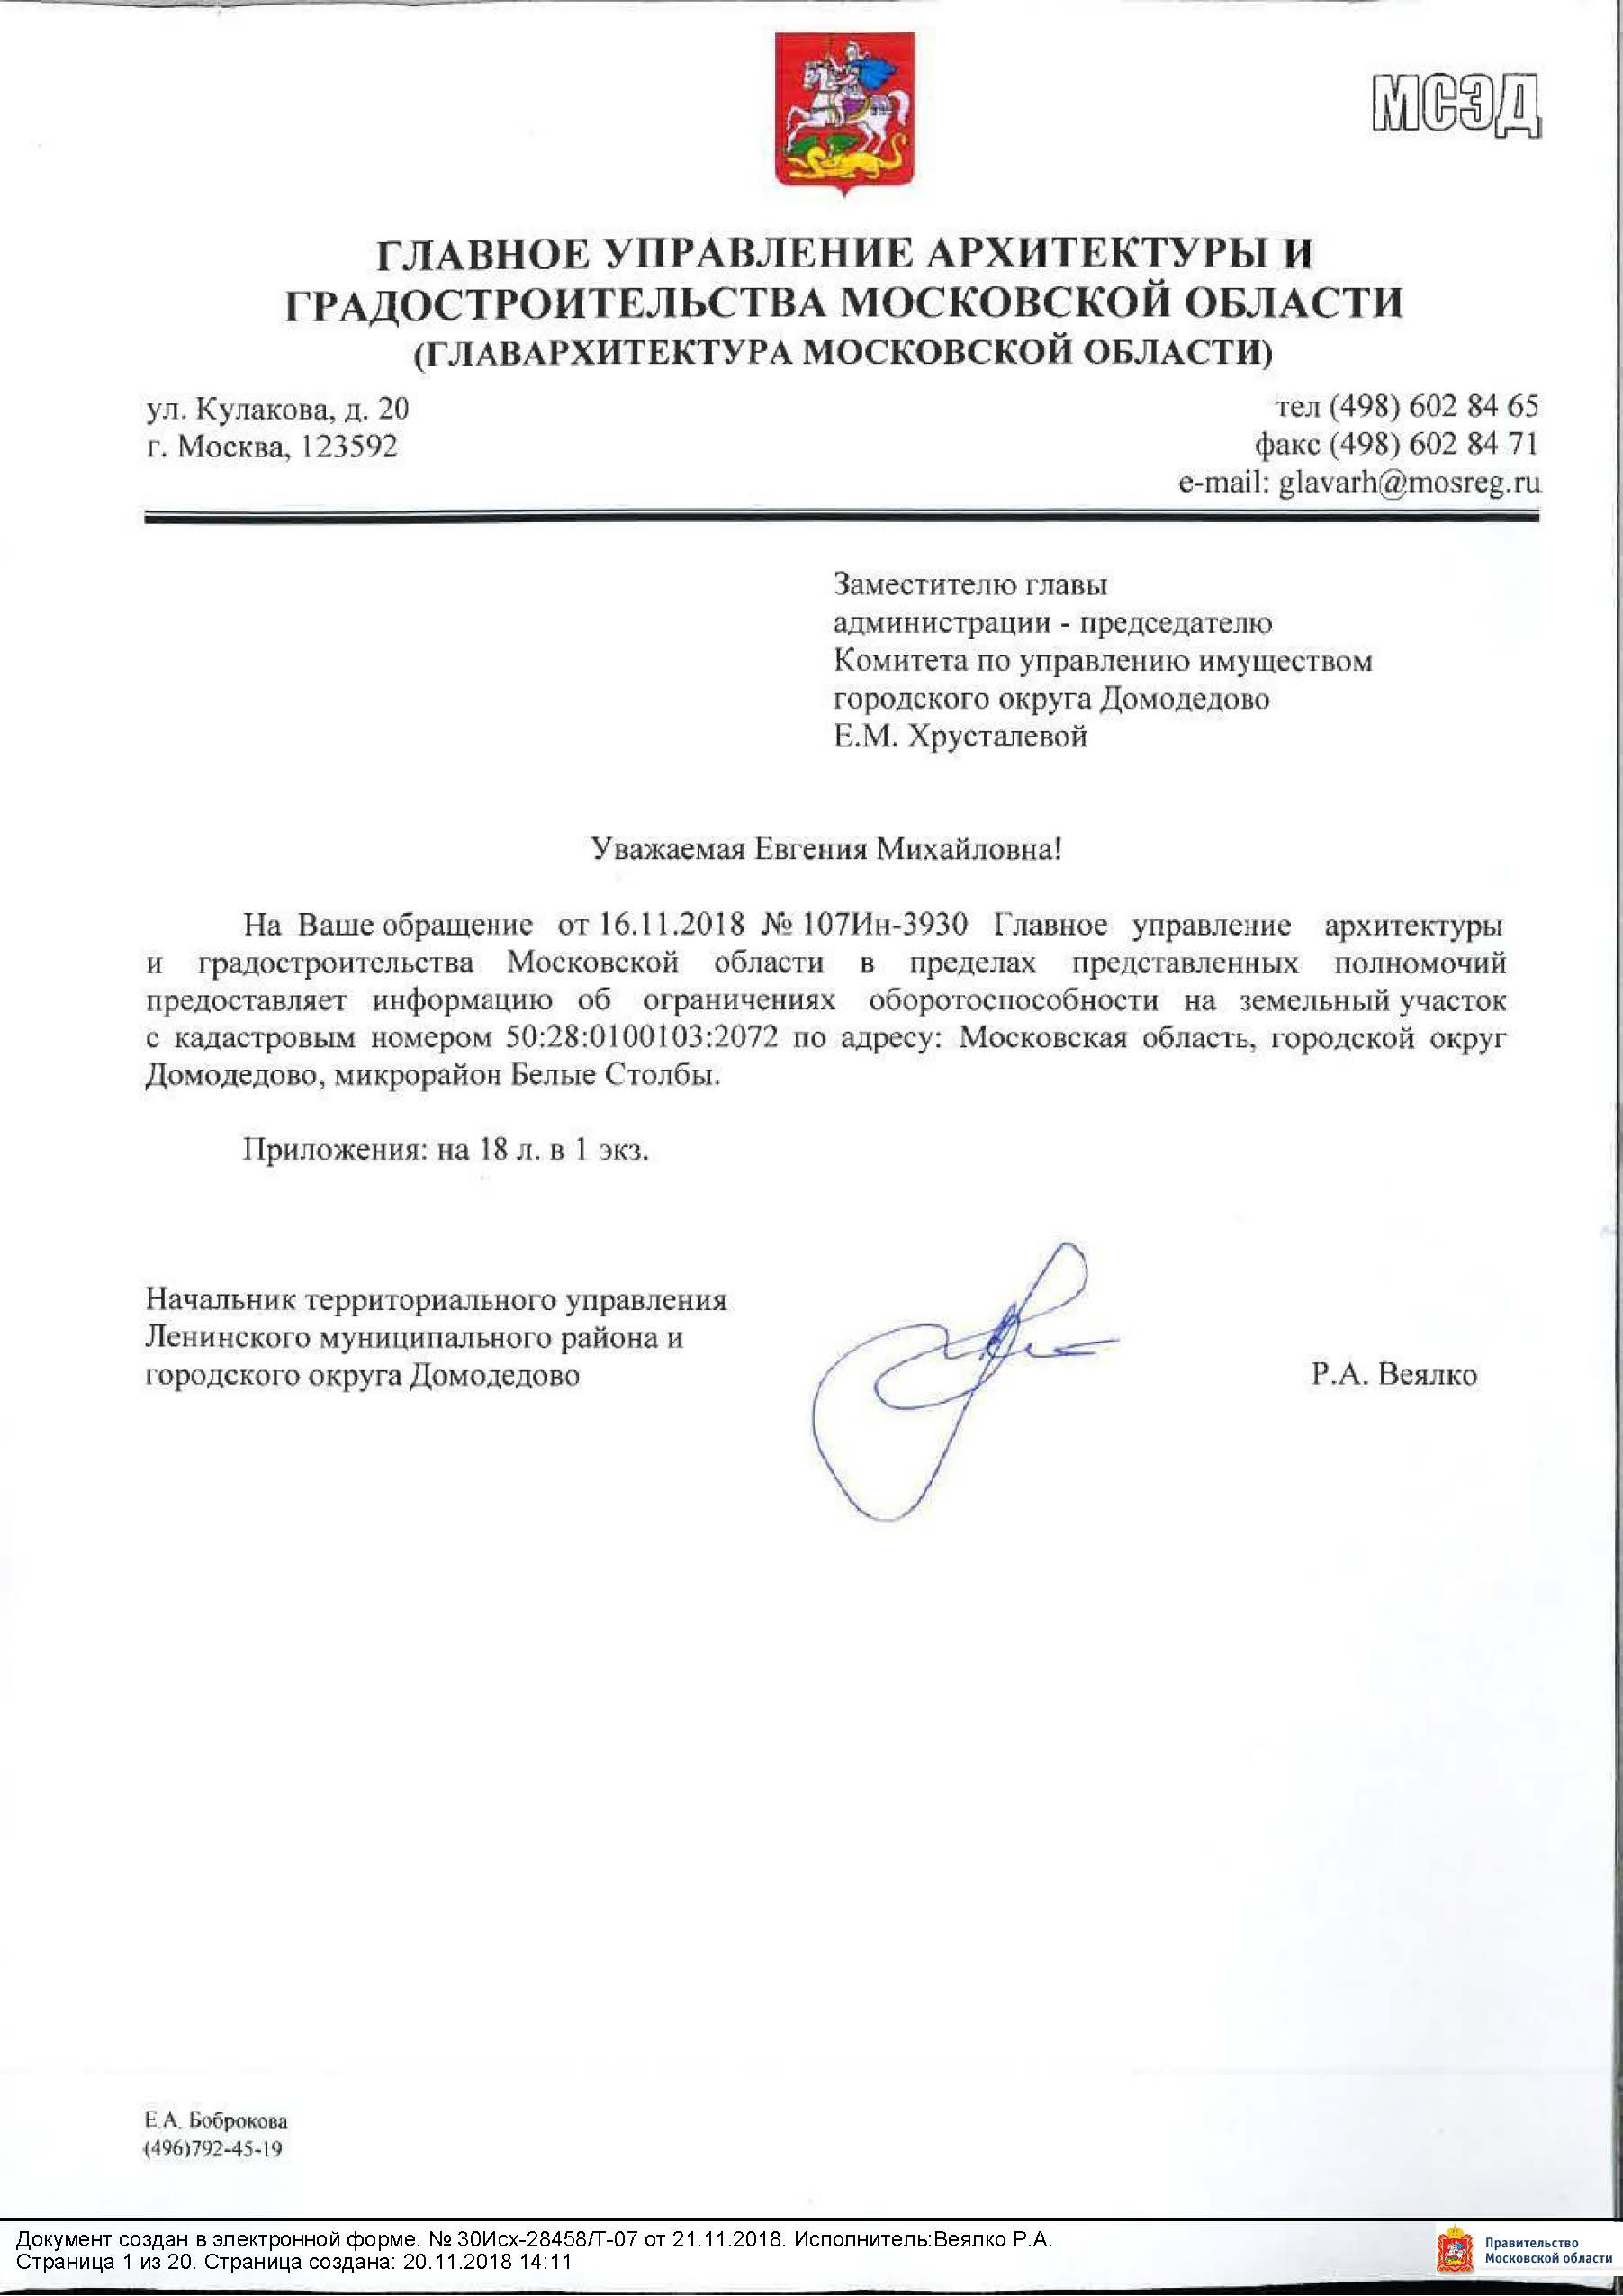 МСЭД
ГЛАВНОЕ УПРАВЛЕНИЕ АРХИТЕКТУРЫ И
ГРАДОСТРОИТЕЛЬСТВА МОСКОВСКОЙ ОБЛАСТИ
(ГЛАВАРХИТЕКТУРА МОСКОВСКОЙ ОБЛАСТИ)
ул. Кулакова, д. 20
г. Москва, 123592
тел (498) 602 84 65
факс (498) 602 84 71
e-mail: glavarh@mosreg.ru
Заместителю главы
администрации - председателю
Комитета по управлению имуществом
городского округа Домодедово
Е.М. Хрусталевой
Уважаемая Евгения Михайловна!
На Ваше обращение от 16.11.2018 № 107Ин-3930 Главное управление архитектуры
и градостроительства Московской области в пределах представленных полномочий
предоставляет информацию об ограничениях оборотоспособности на земельный участок
с кадастровым номером 50:28:0100103:2072 по адресу: Московская область, городской округ
Домодедово, микрорайон Белые Столбы.
Приложения: на 18 л. в 1 экз.
Начальник территориального управления
Ленинского муниципального района и
городского округа Домодедово
Р.А. Веялко
Е.А. Боброкова
(496)792-45-19
Документ создан в электронной форме. № 30Исх-28458/Т-07 от 21.11.2018. Исполнитель:Веялко Р.А.
Страница 1 из 20. Страница создана: 20.11.2018 14:11
Правительство
Московской области